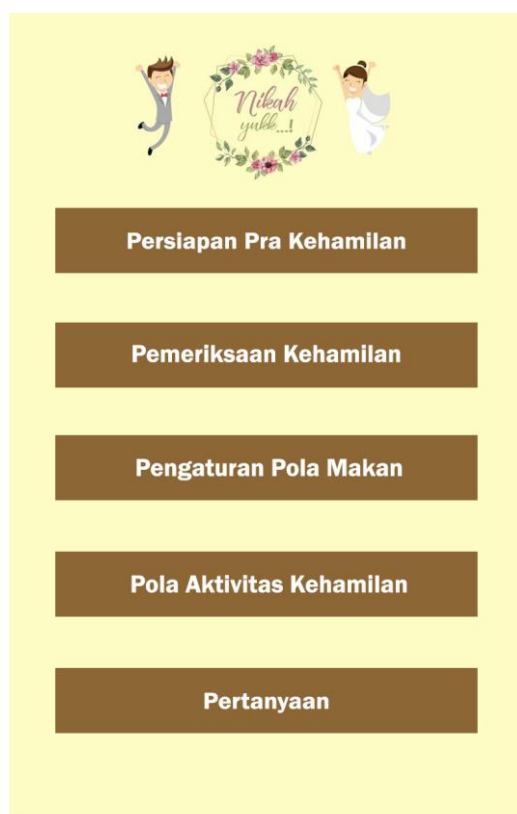 Nikah
yukk...!
Persiapan Pra Kehamilan
Pemeriksaan Kehamilan
Pengaturan Pola Makan
Pola Aktivitas Kehamilan
Pertanyaan